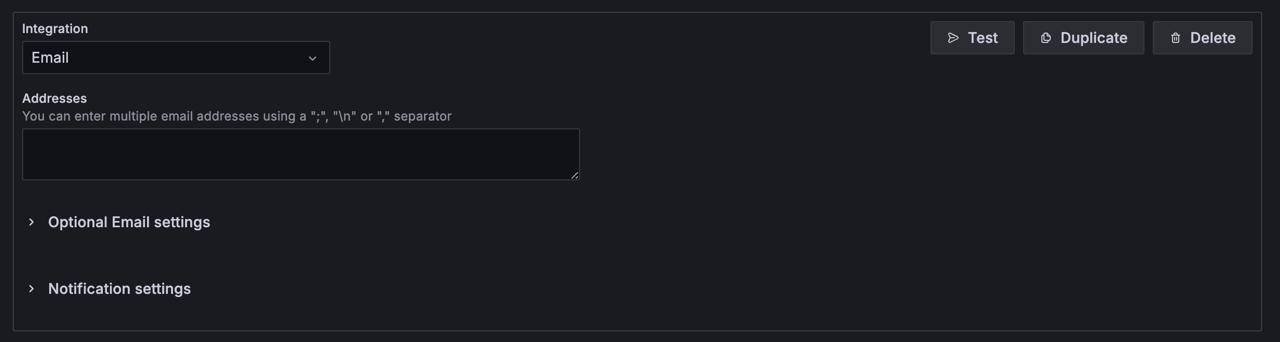 Integration
Test
Duplicate
Delete
Email
Addresses
You can enter multiple email addresses using a ";", "\n" or "," separator
Optional Email settings
Notification settings